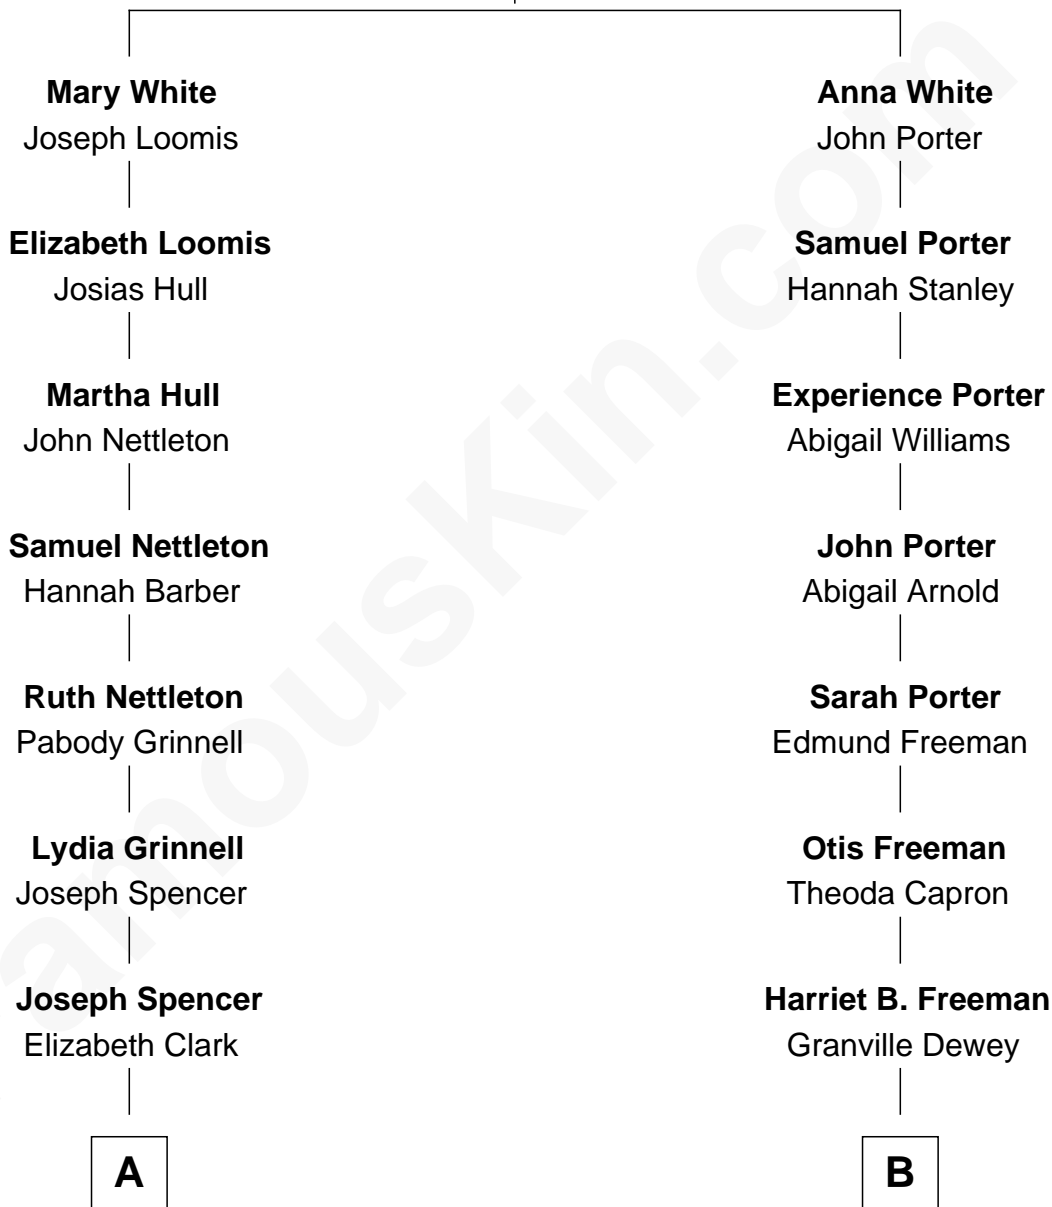 Mary White
Joseph Loomis
Anna White
John Porter
Elizabeth Loomis
Josias Hull
Samuel Porter
Hannah Stanley
Martha Hull
John Nettleton
Experience Porter
Abigail Williams
Samuel Nettleton
Hannah Barber
John Porter
Abigail Arnold
Ruth Nettleton
Pabody Grinnell
Sarah Porter
Edmund Freeman
Lydia Grinnell
Joseph Spencer
Otis Freeman
Theoda Capron
Joseph Spencer
Elizabeth Clark
Harriet B. Freeman
Granville Dewey
A
B
amouskin.com